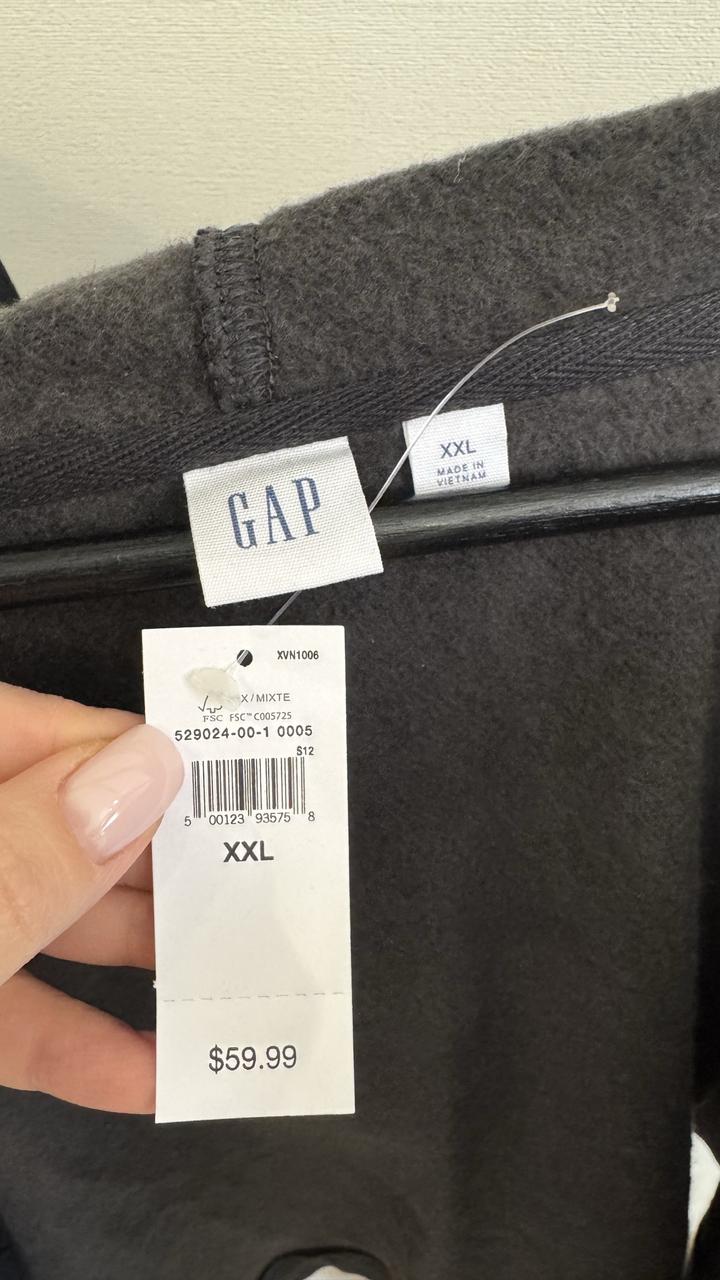 GAP
XXL
MADE IN
VIETNAM
XVN1006
X/MIXTE
FSC FSC™ C005725
529024-00-1 0005
S12
5 00123 93575 8
XXL
$59.99